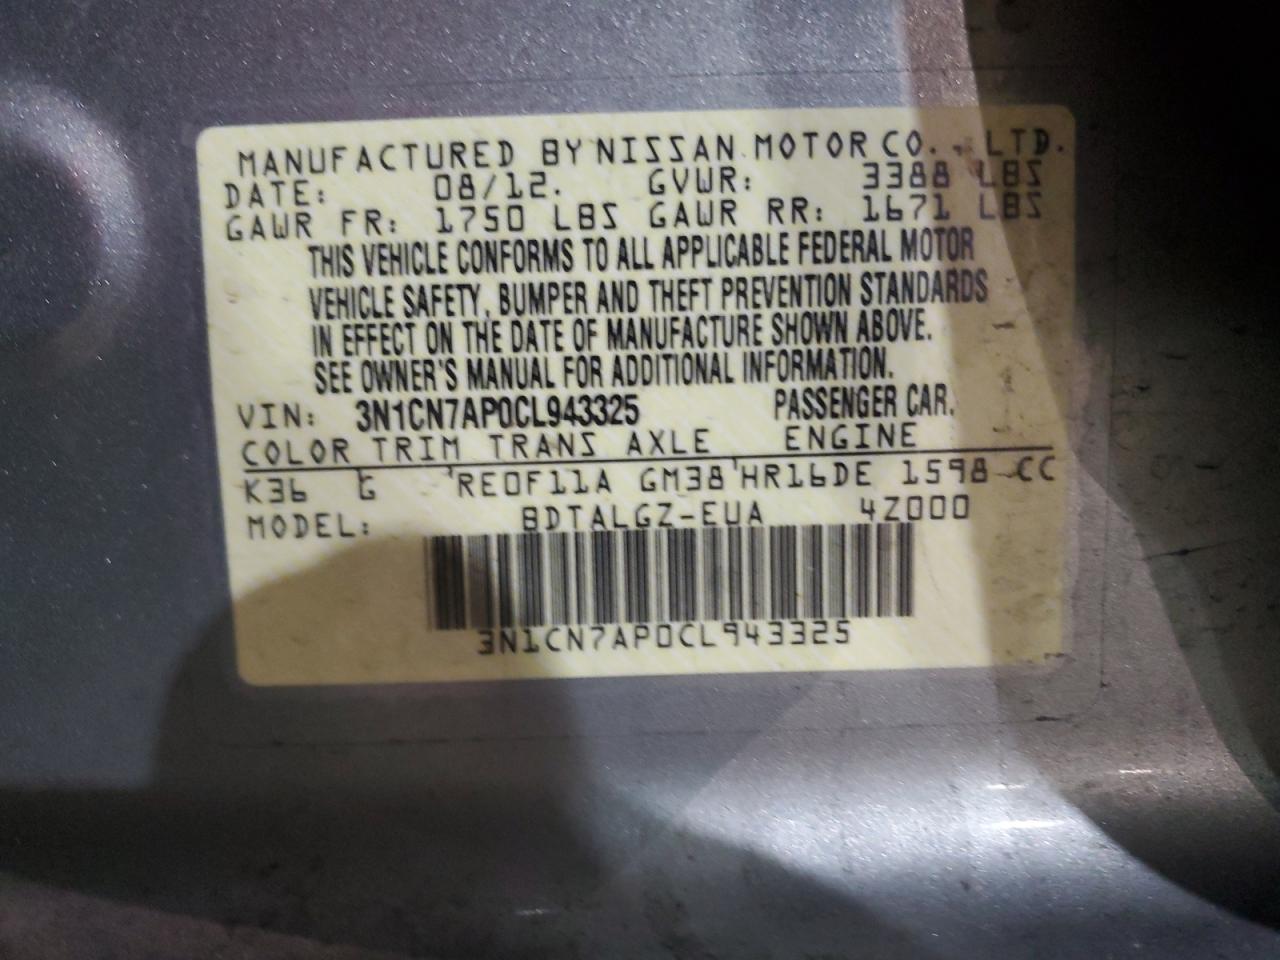 MANUFACTURED BY NISSAN MOTOR CO., LTD.
DATE: 08/12. GVWR: 3388 LBS
GAWR FR: 1750 LBS GAWR RR: 1671 LBS
THIS VEHICLE CONFORMS TO ALL APPLICABLE FEDERAL MOTOR
VEHICLE SAFETY, BUMPER AND THEFT PREVENTION STANDARDS
IN EFFECT ON THE DATE OF MANUFACTURE SHOWN ABOVE.
SEE OWNER'S MANUAL FOR ADDITIONAL INFORMATION.
VIN: 3N1CN7AP0CL943325 PASSENGER CAR.
COLOR TRIM TRANS AXLE ENGINE
K36 G RE0F11A GM38 HR16DE 1598 CC
MODEL: BDTALGZ-EUA 4Z000
3N1CN7AP0CL943325